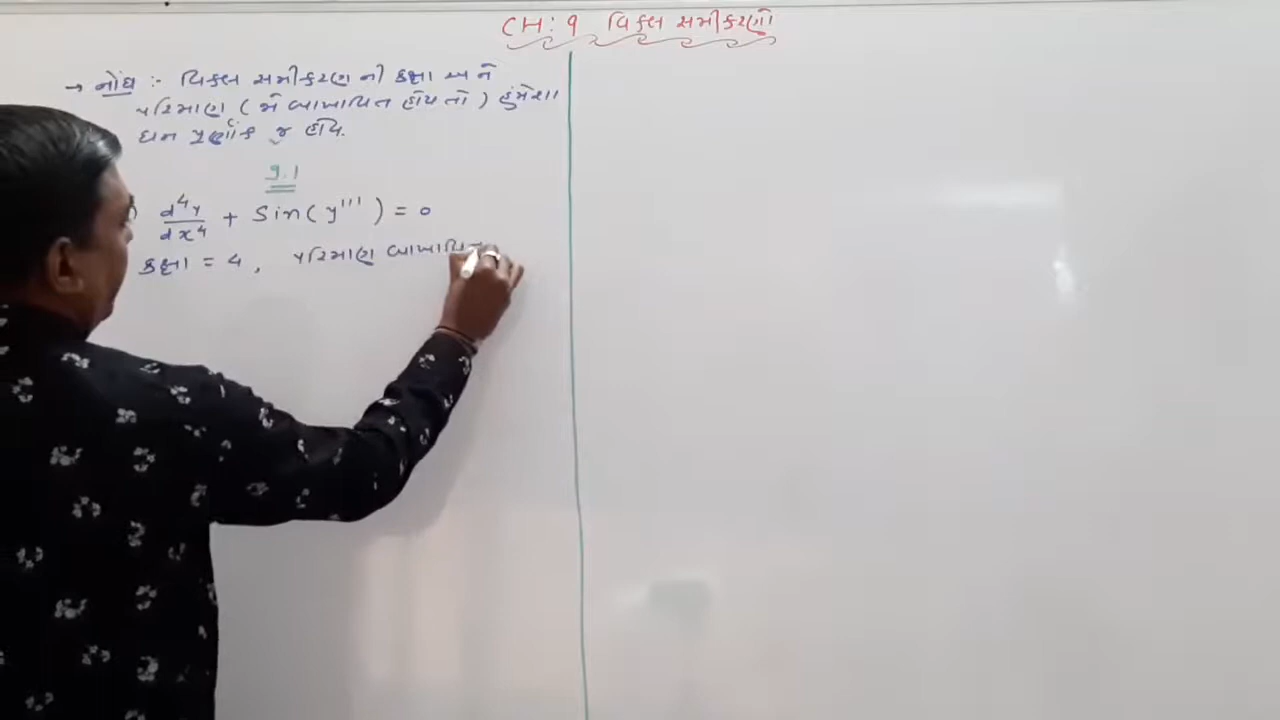 CH: 9 વિકલ સમીકરણો
→ નોંધ :- વિકલ સમીકરણ ની કક્ષા અને
પરિમાણ ( જો વ્યાખ્યાયિત હોય તો ) હંમેશા
ધન પૂર્ણાંક જ હોય.
9.1
d⁴y/dx⁴ + Sin( y''' ) = 0
કક્ષા = 4 , પરિમાણ